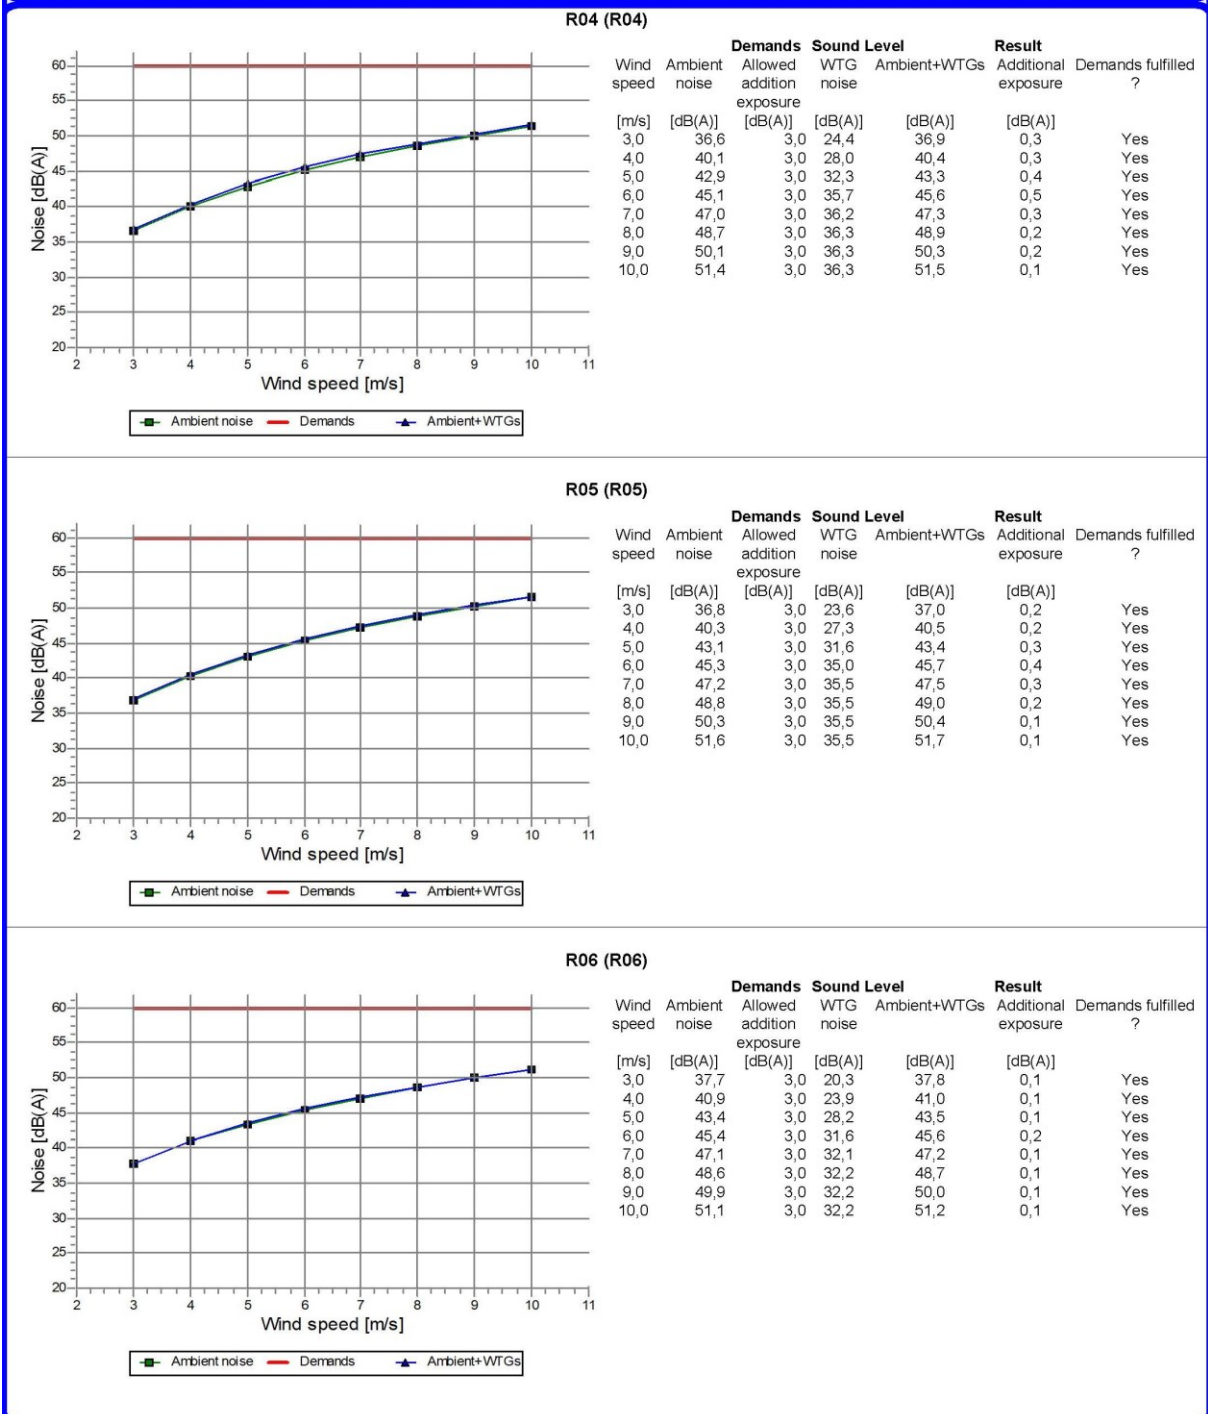 R04 (R04)
Noise [dB(A)]
60
55
50
45
40
35
30
25
20
2 3 4 5 6 7 8 9 10 11
Wind speed [m/s]
Ambient noise Demands Ambient+WTGs
Demands Sound Level Result
Wind Ambient Allowed WTG Ambient+WTGs Additional Demands fulfilled
speed noise addition noise exposure ?
exposure
[m/s] [dB(A)] [dB(A)] [dB(A)] [dB(A)] [dB(A)]
3,0 36,6 3,0 24,4 36,9 0,3 Yes
4,0 40,1 3,0 28,0 40,4 0,3 Yes
5,0 42,9 3,0 32,3 43,3 0,4 Yes
6,0 45,1 3,0 35,7 45,6 0,5 Yes
7,0 47,0 3,0 36,2 47,3 0,3 Yes
8,0 48,7 3,0 36,3 48,9 0,2 Yes
9,0 50,1 3,0 36,3 50,3 0,2 Yes
10,0 51,4 3,0 36,3 51,5 0,1 Yes
R05 (R05)
Noise [dB(A)]
60
55
50
45
40
35
30
25
20
2 3 4 5 6 7 8 9 10 11
Wind speed [m/s]
Ambient noise Demands Ambient+WTGs
Demands Sound Level Result
Wind Ambient Allowed WTG Ambient+WTGs Additional Demands fulfilled
speed noise addition noise exposure ?
exposure
[m/s] [dB(A)] [dB(A)] [dB(A)] [dB(A)] [dB(A)]
3,0 36,8 3,0 23,6 37,0 0,2 Yes
4,0 40,3 3,0 27,3 40,5 0,2 Yes
5,0 43,1 3,0 31,6 43,4 0,3 Yes
6,0 45,3 3,0 35,0 45,7 0,4 Yes
7,0 47,2 3,0 35,5 47,5 0,3 Yes
8,0 48,8 3,0 35,5 49,0 0,2 Yes
9,0 50,3 3,0 35,5 50,4 0,1 Yes
10,0 51,6 3,0 35,5 51,7 0,1 Yes
R06 (R06)
Noise [dB(A)]
60
55
50
45
40
35
30
25
20
2 3 4 5 6 7 8 9 10 11
Wind speed [m/s]
Ambient noise Demands Ambient+WTGs
Demands Sound Level Result
Wind Ambient Allowed WTG Ambient+WTGs Additional Demands fulfilled
speed noise addition noise exposure ?
exposure
[m/s] [dB(A)] [dB(A)] [dB(A)] [dB(A)] [dB(A)]
3,0 37,7 3,0 20,3 37,8 0,1 Yes
4,0 40,9 3,0 23,9 41,0 0,1 Yes
5,0 43,4 3,0 28,2 43,5 0,1 Yes
6,0 45,4 3,0 31,6 45,6 0,2 Yes
7,0 47,1 3,0 32,1 47,2 0,1 Yes
8,0 48,6 3,0 32,2 48,7 0,1 Yes
9,0 49,9 3,0 32,2 50,0 0,1 Yes
10,0 51,1 3,0 32,2 51,2 0,1 Yes